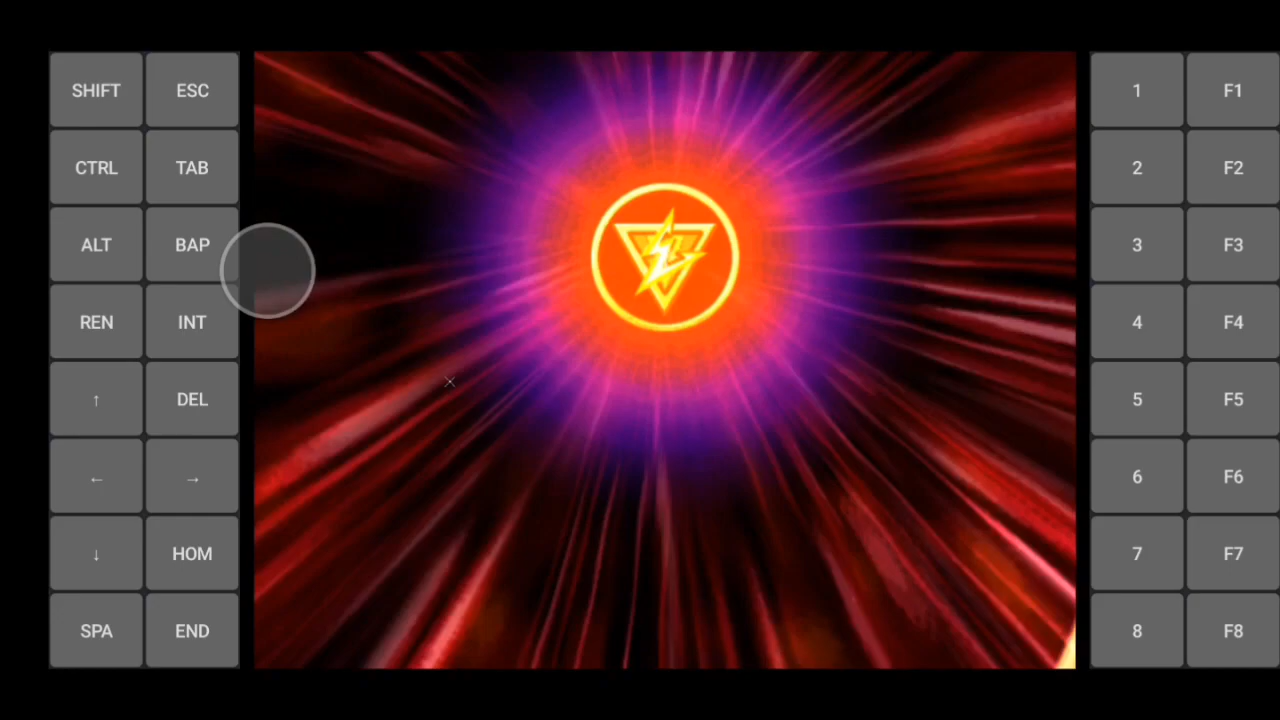 SHIFT ESC 1 F1
CTRL TAB 2 F2
ALT BAP 3 F3
REN INT 4 F4
↑ DEL 5 F5
← → 6 F6
↓ HOM 7 F7
SPA END 8 F8